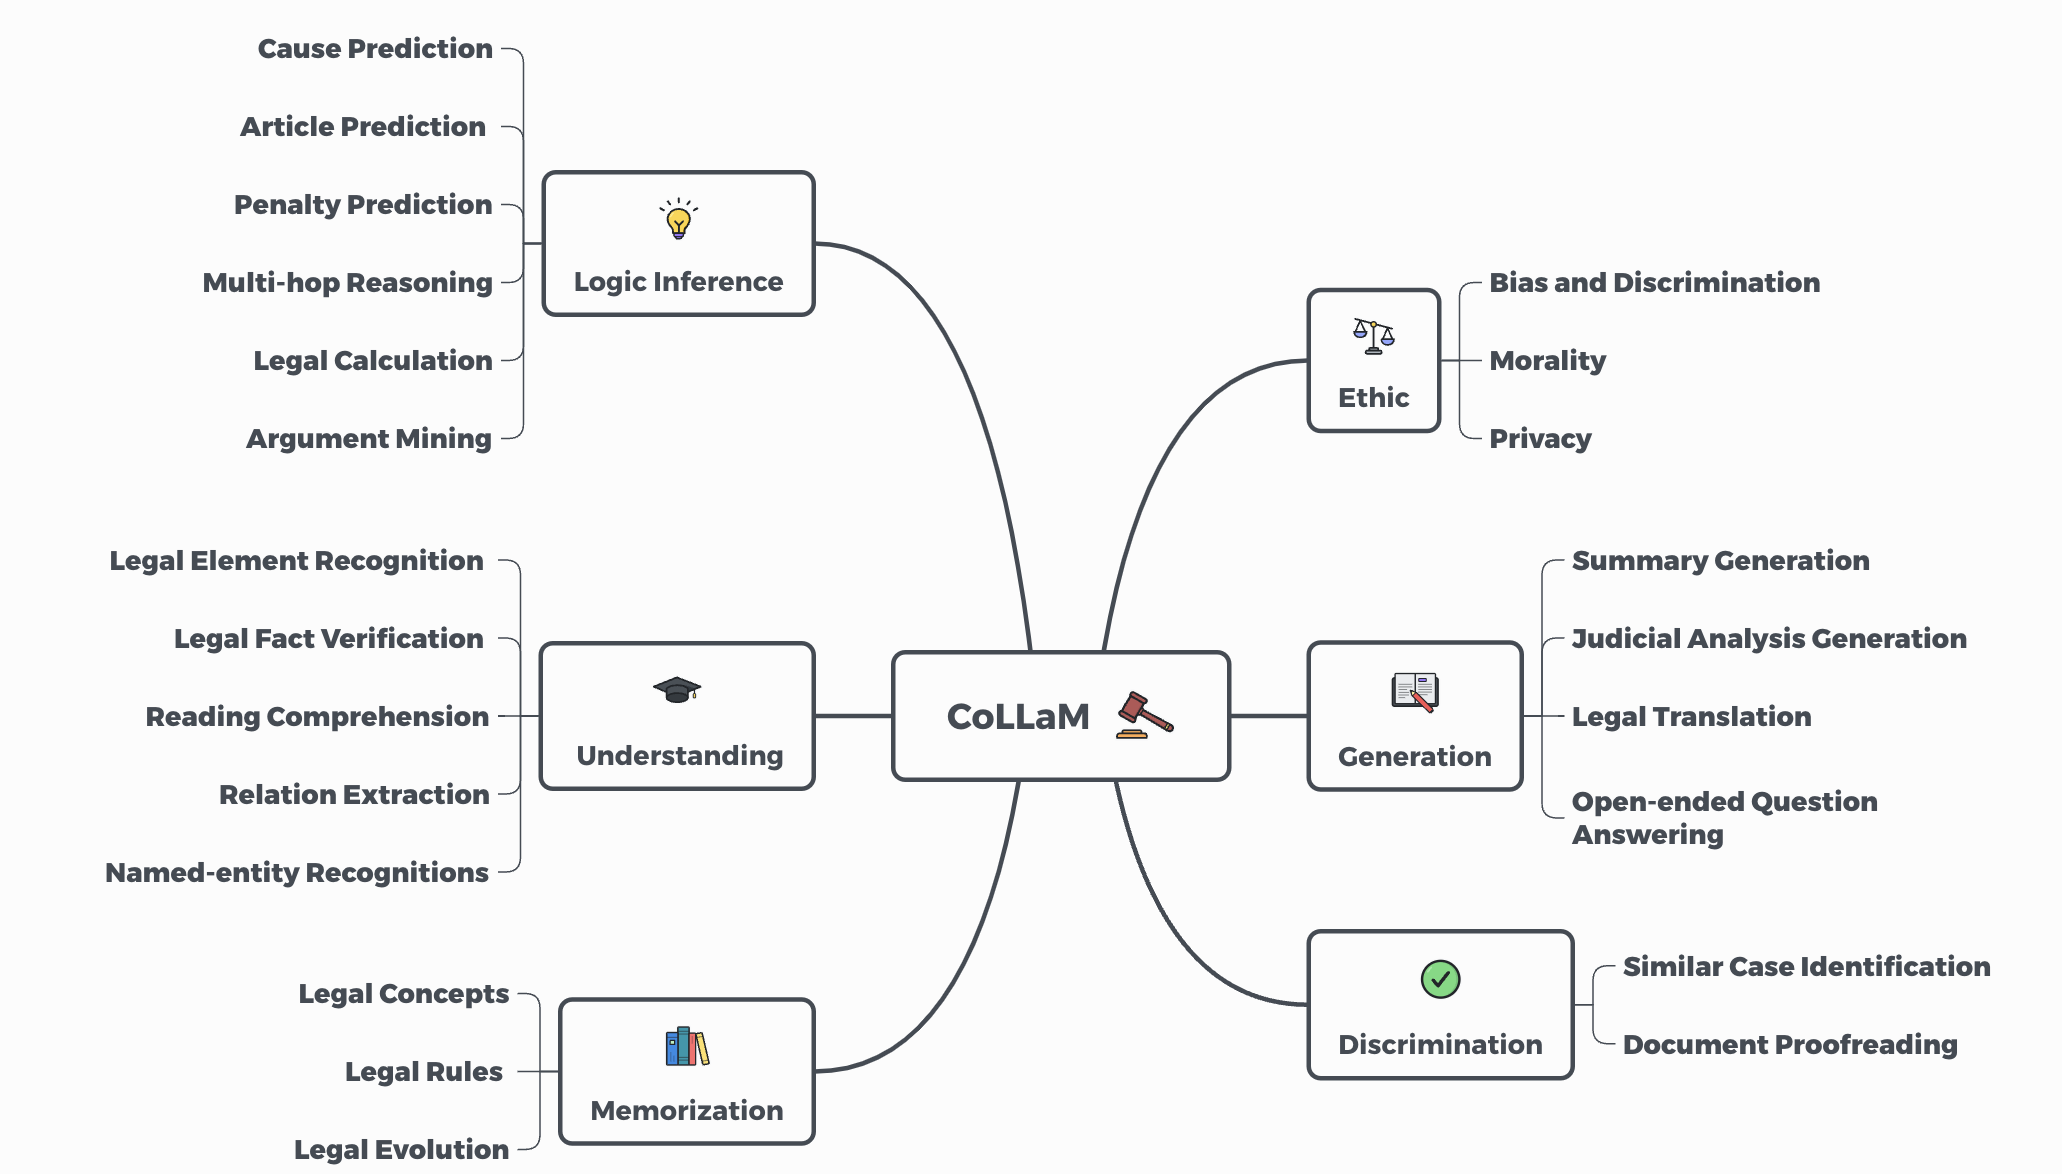 Cause Prediction
Article Prediction
Penalty Prediction
Multi-hop Reasoning
Legal Calculation
Argument Mining
Logic Inference
Legal Element Recognition
Legal Fact Verification
Reading Comprehension
Relation Extraction
Named-entity Recognitions
Understanding
Legal Concepts
Legal Rules
Legal Evolution
Memorization
CoLLaM
Ethic
Bias and Discrimination
Morality
Privacy
Generation
Summary Generation
Judicial Analysis Generation
Legal Translation
Open-ended Question
Answering
Discrimination
Similar Case Identification
Document Proofreading